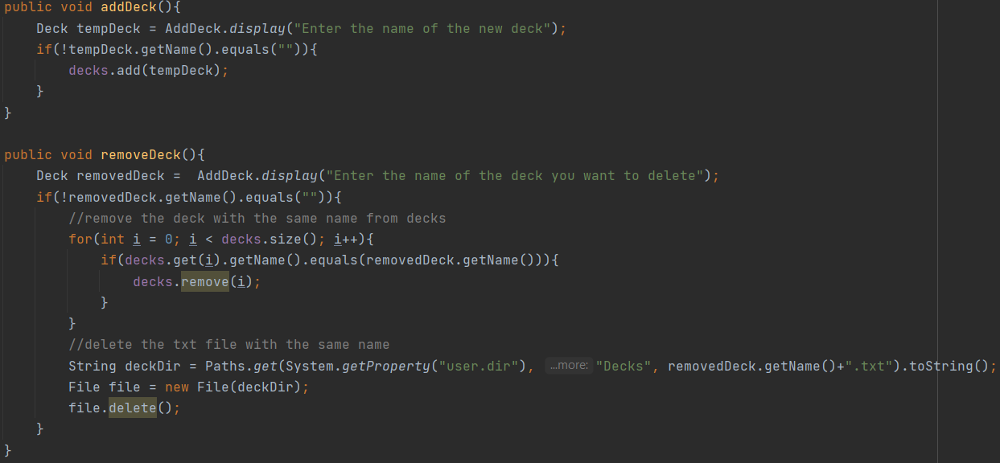 public void addDeck(){
    Deck tempDeck = AddDeck.display("Enter the name of the new deck");
    if(!tempDeck.getName().equals("")){
        decks.add(tempDeck);
    }
}

public void removeDeck(){
    Deck removedDeck =  AddDeck.display("Enter the name of the deck you want to delete");
    if(!removedDeck.getName().equals("")){
        //remove the deck with the same name from decks
        for(int i = 0; i < decks.size(); i++){
            if(decks.get(i).getName().equals(removedDeck.getName())){
                decks.remove(i);
            }
        }
        //delete the txt file with the same name
        String deckDir = Paths.get(System.getProperty("user.dir"), ...more: "Decks", removedDeck.getName()+".txt").toString();
        File file = new File(deckDir);
        file.delete();
    }
}